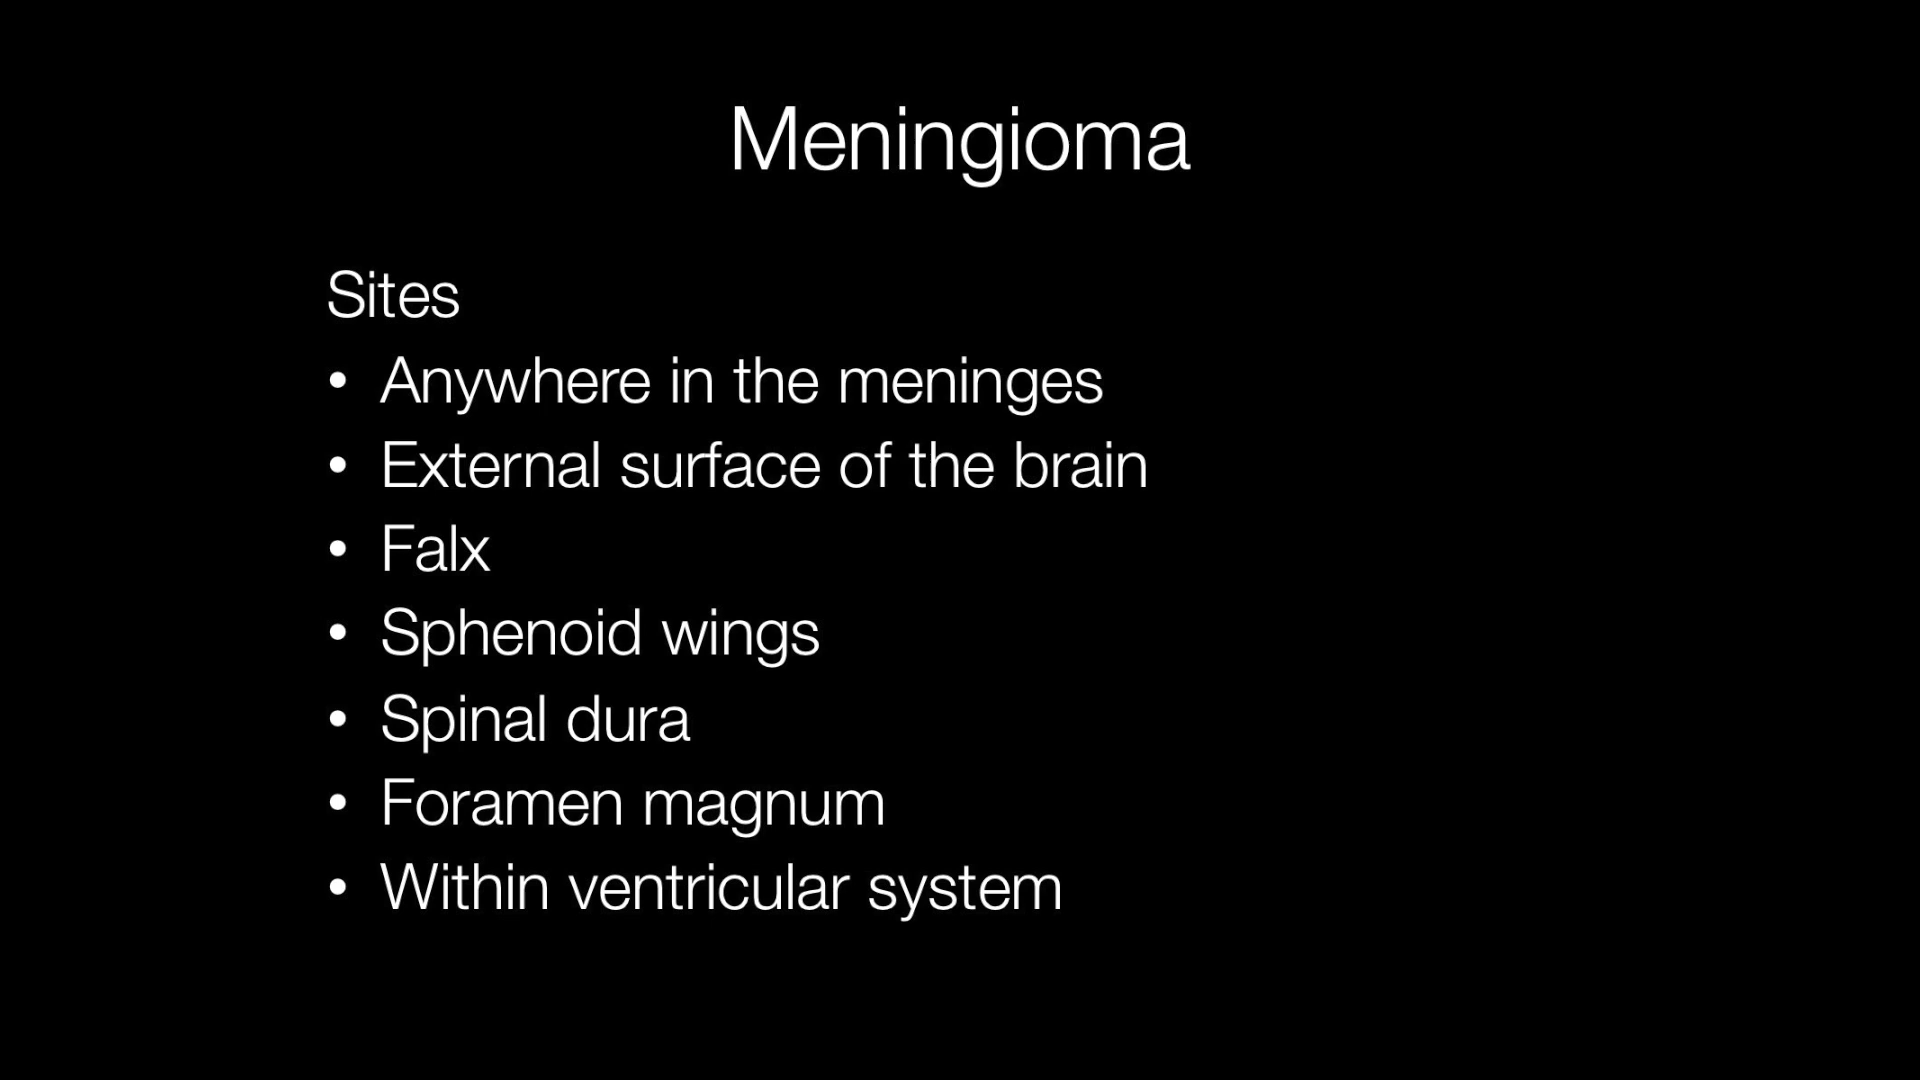 Meningioma
Sites
• Anywhere in the meninges
• External surface of the brain
• Falx
• Sphenoid wings
• Spinal dura
• Foramen magnum
• Within ventricular system